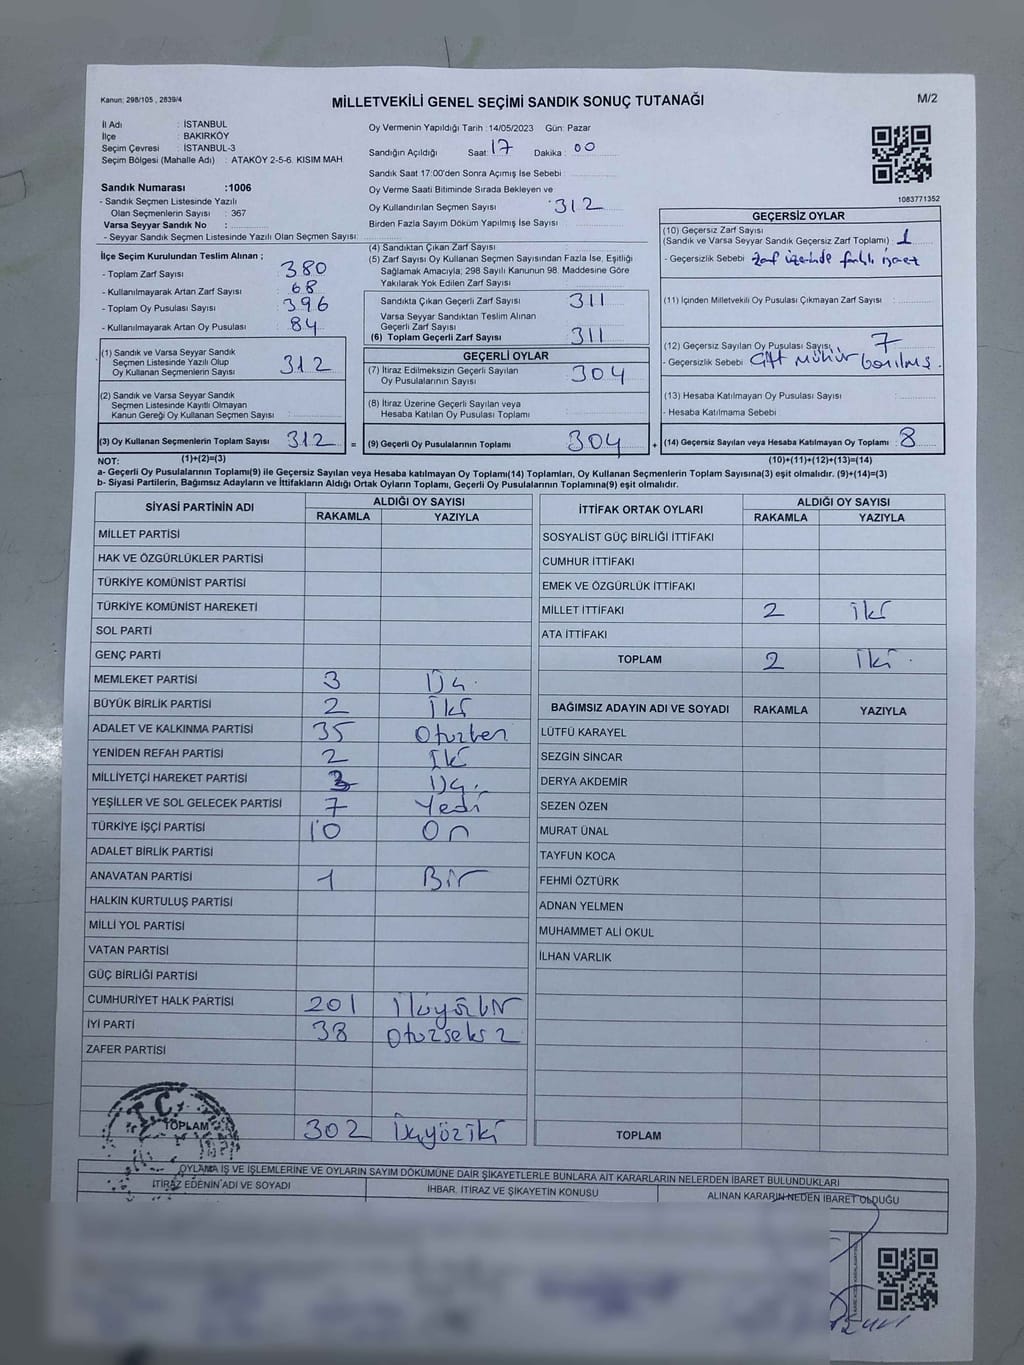 Kanun: 298/105 , 2839/4
MİLLETVEKİLİ GENEL SEÇİMİ SANDIK SONUÇ TUTANAĞI
M/2
İl Adı : İSTANBUL
İlçe : BAKIRKÖY
Seçim Çevresi : İSTANBUL-3
Seçim Bölgesi (Mahalle Adı) : ATAKÖY 2-5-6. KISIM MAH
Sandık Numarası :1006
- Sandık Seçmen Listesinde Yazılı
Olan Seçmenlerin Sayısı : 367
Varsa Seyyar Sandık No :
- Seyyar Sandık Seçmen Listesinde Yazılı Olan Seçmen Sayısı:
Oy Vermenin Yapıldığı Tarih :14/05/2023 Gün: Pazar
Sandığın Açıldığı Saat: 17 Dakika : 00
Sandık Saat 17:00'den Sonra Açımış İse Sebebi :
Oy Verme Saati Bitiminde Sırada Bekleyen ve
Oy Kullandırılan Seçmen Sayısı : 312
Birden Fazla Sayım Döküm Yapılmış İse Sayısı :
1083771352
İlçe Seçim Kurulundan Teslim Alınan ;
- Toplam Zarf Sayısı : 380
- Kullanılmayarak Artan Zarf Sayısı : 68
- Toplam Oy Pusulası Sayısı : 396
- Kullanılmayarak Artan Oy Pusulası : 84
(1) Sandık ve Varsa Seyyar Sandık
Seçmen Listesinde Yazılı Olup
Oy Kullanan Seçmenlerin Sayısı : 312
(2) Sandık ve Varsa Seyyar Sandık
Seçmen Listesinde Kayıtlı Olmayan
Kanun Gereği Oy Kullanan Seçmen Sayısı :
(3) Oy Kullanan Seçmenlerin Toplam Sayısı : 312
(1)+(2)=(3)
(4) Sandıktan Çıkan Zarf Sayısı :
(5) Zarf Sayısı Oy Kullanan Seçmen Sayısından Fazla İse, Eşitliği
Sağlamak Amacıyla; 298 Sayılı Kanunun 98. Maddesine Göre
Yakılarak Yok Edilen Zarf Sayısı :
Sandıkta Çıkan Geçerli Zarf Sayısı : 311
Varsa Seyyar Sandıktan Teslim Alınan
Geçerli Zarf Sayısı :
(6) Toplam Geçerli Zarf Sayısı : 311
GEÇERLİ OYLAR
(7) İtiraz Edilmeksizin Geçerli Sayılan
Oy Pusulalarının Sayısı : 304
(8) İtiraz Üzerine Geçerli Sayılan veya
Hesaba Katılan Oy Pusulası Toplamı :
= (9) Geçerli Oy Pusulalarının Toplamı : 304
GEÇERSİZ OYLAR
(10) Geçersiz Zarf Sayısı
(Sandık ve Varsa Seyyar Sandık Geçersiz Zarf Toplamı) : 1
- Geçersizlik Sebebi : Zarf üzerinde farklı işaret
(11) İçinden Milletvekili Oy Pusulası Çıkmayan Zarf Sayısı :
(12) Geçersiz Sayılan Oy Pusulası Sayısı : 7
- Geçersizlik Sebebi : Çift mühür basılmış.
(13) Hesaba Katılmayan Oy Pusulası Sayısı :
- Hesaba Katılmama Sebebi :
+ (14) Geçersiz Sayılan veya Hesaba Katılmayan Oy Toplamı : 8
(10)+(11)+(12)+(13)=(14)
NOT:
a- Geçerli Oy Pusulalarının Toplamı(9) ile Geçersiz Sayılan veya Hesaba katılmayan Oy Toplamı(14) Toplamları, Oy Kullanan Seçmenlerin Toplam Sayısına(3) eşit olmalıdır. (9)+(14)=(3)
b- Siyasi Partilerin, Bağımsız Adayların ve İttifakların Aldığı Ortak Oyların Toplamı, Geçerli Oy Pusulalarının Toplamına(9) eşit olmalıdır.
SİYASİ PARTİNİN ADI ALDIĞI OY SAYISI
RAKAMLA YAZIYLA
MİLLET PARTİSİ
HAK VE ÖZGÜRLÜKLER PARTİSİ
TÜRKİYE KOMÜNİST PARTİSİ
TÜRKİYE KOMÜNİST HAREKETİ
SOL PARTİ
GENÇ PARTİ
MEMLEKET PARTİSİ 3 Üç.
BÜYÜK BİRLİK PARTİSİ 2 İki
ADALET VE KALKINMA PARTİSİ 35 Otuzbeş
YENİDEN REFAH PARTİSİ 2 İki
MİLLİYETÇİ HAREKET PARTİSİ 3 Üç.
YEŞİLLER VE SOL GELECEK PARTİSİ 7 Yedi
TÜRKİYE İŞÇİ PARTİSİ 10 On
ADALET BİRLİK PARTİSİ
ANAVATAN PARTİSİ 1 Bir
HALKIN KURTULUŞ PARTİSİ
MİLLİ YOL PARTİSİ
VATAN PARTİSİ
GÜÇ BİRLİĞİ PARTİSİ
CUMHURİYET HALK PARTİSİ 201 İkiyüzbir
İYİ PARTİ 38 Otuzsekiz
ZAFER PARTİSİ
T.C.
TOPLAM 302 Üçyüziki
İTTİFAK ORTAK OYLARI ALDIĞI OY SAYISI
RAKAMLA YAZIYLA
SOSYALİST GÜÇ BİRLİĞİ İTTİFAKI
CUMHUR İTTİFAKI
EMEK VE ÖZGÜRLÜK İTTİFAKI
MİLLET İTTİFAKI 2 iki
ATA İTTİFAKI
TOPLAM 2 iki.
BAĞIMSIZ ADAYIN ADI VE SOYADI RAKAMLA YAZIYLA
LÜTFÜ KARAYEL
SEZGİN SİNCAR
DERYA AKDEMİR
SEZEN ÖZEN
MURAT ÜNAL
TAYFUN KOCA
FEHMİ ÖZTÜRK
ADNAN YELMEN
MUHAMMET ALİ OKUL
İLHAN VARLIK
TOPLAM
OYLAMA İŞ VE İŞLEMLERİNE VE OYLARIN SAYIM DÖKÜMÜNE DAİR ŞİKAYETLERLE BUNLARA AİT KARARLARIN NELERDEN İBARET BULUNDUKLARI
İTİRAZ EDENİN ADI VE SOYADI İHBAR, İTİRAZ VE ŞİKAYETİN KONUSU ALINAN KARARIN NEDEN İBARET OLDUĞU